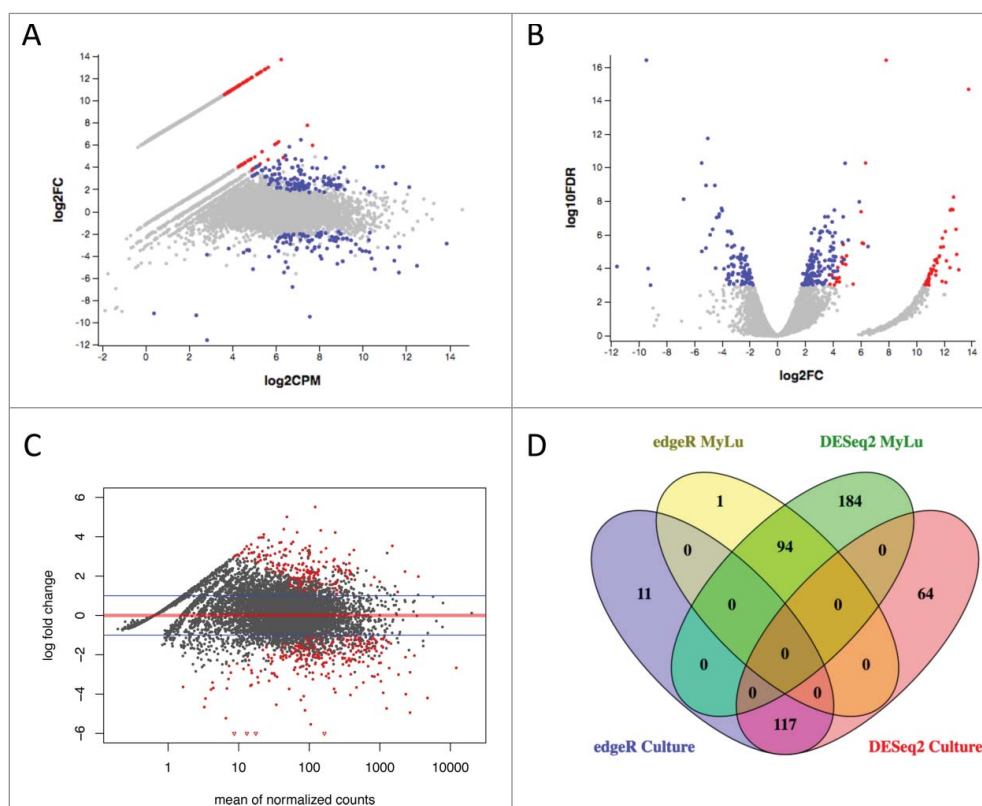 A
log2FC
14
12
10
8
6
4
2
0
-2
-4
-6
-8
-10
-12
-2 0 2 4 6 8 10 12 14
log2CPM
B
log10FDR
16
14
12
10
8
6
4
2
0
-12 -10 -8 -6 -4 -2 0 2 4 6 8 10 12 14
log2FC
C
log fold change
6
4
2
0
-2
-4
-6
1 10 100 1000 10000
mean of normalized counts
D
edgeR MyLu DESeq2 MyLu
1 184
0 94 0
11 64
0 0
0 0 0
0 0
117
edgeR Culture DESeq2 Culture